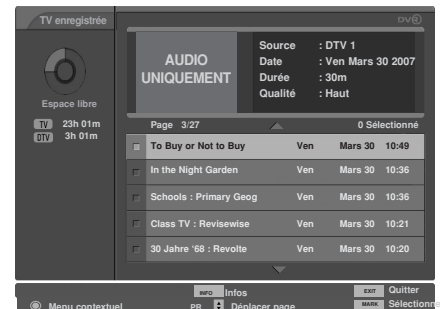 TV enregistrée
DVR
AUDIO
UNIQUEMENT
Source : DTV 1
Date : Ven Mars 30 2007
Durée : 30m
Qualité : Haut
Espace libre
TV 23h 01m
DTV 3h 01m
Page 3/27
0 Sélectionné
To Buy or Not to Buy Ven Mars 30 10:49
In the Night Garden Ven Mars 30 10:36
Schools : Primary Geog Ven Mars 30 10:36
Class TV : Revisewise Ven Mars 30 10:21
30 Jahre '68 : Revolte Ven Mars 30 10:20
INFO Infos
EXIT Quitter
Menu contextuel
PR Déplacer page
MARK Sélectionne